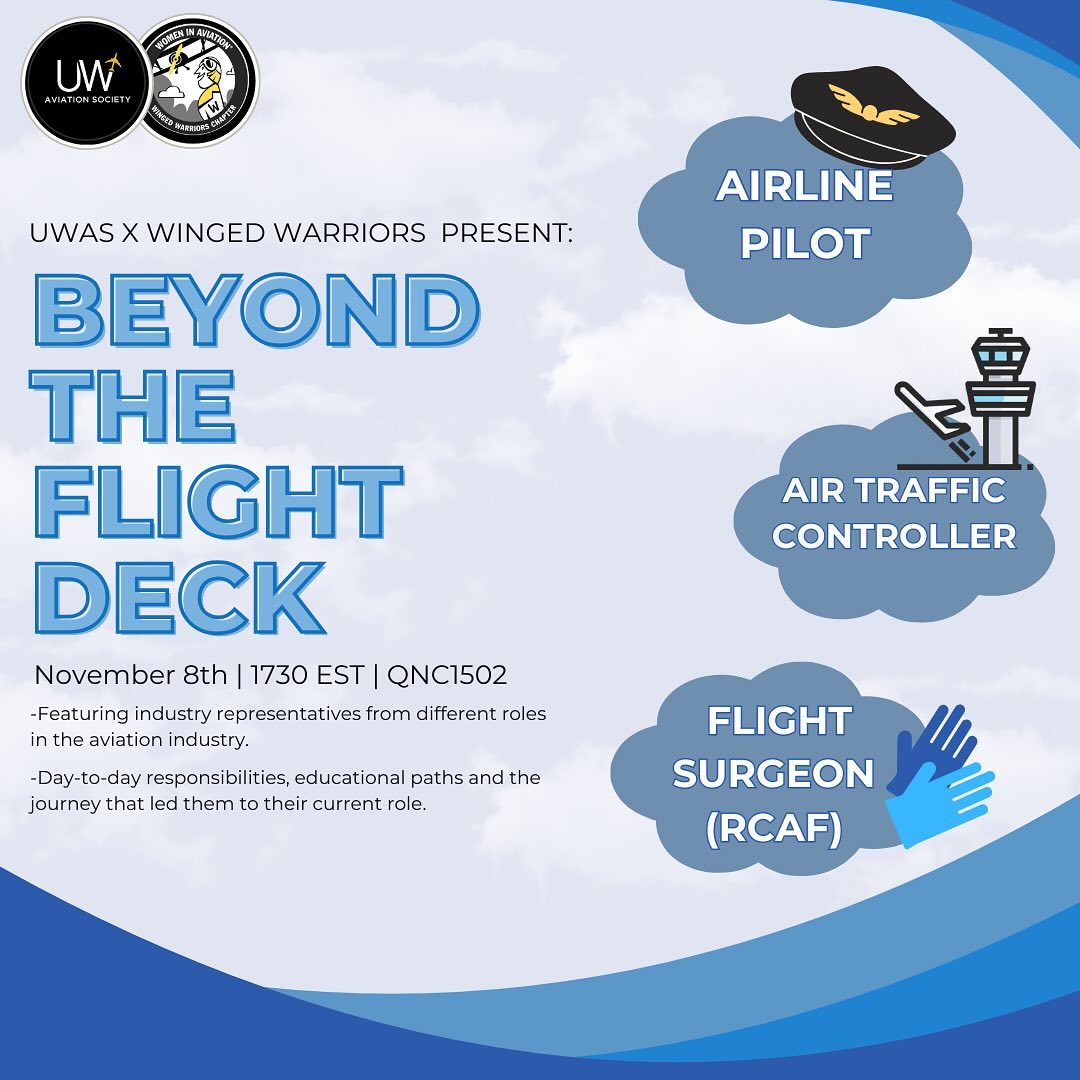 UW
AVIATION SOCIETY
WOMEN IN AVIATION
WINGED WARRIORS CHAPTER
W
UWAS X WINGED WARRIORS PRESENT:
BEYOND
THE
FLIGHT
DECK
November 8th | 1730 EST | QNC1502
-Featuring industry representatives from different roles
in the aviation industry.
-Day-to-day responsibilities, educational paths and the
journey that led them to their current role.
AIRLINE
PILOT
AIR TRAFFIC
CONTROLLER
FLIGHT
SURGEON
(RCAF)